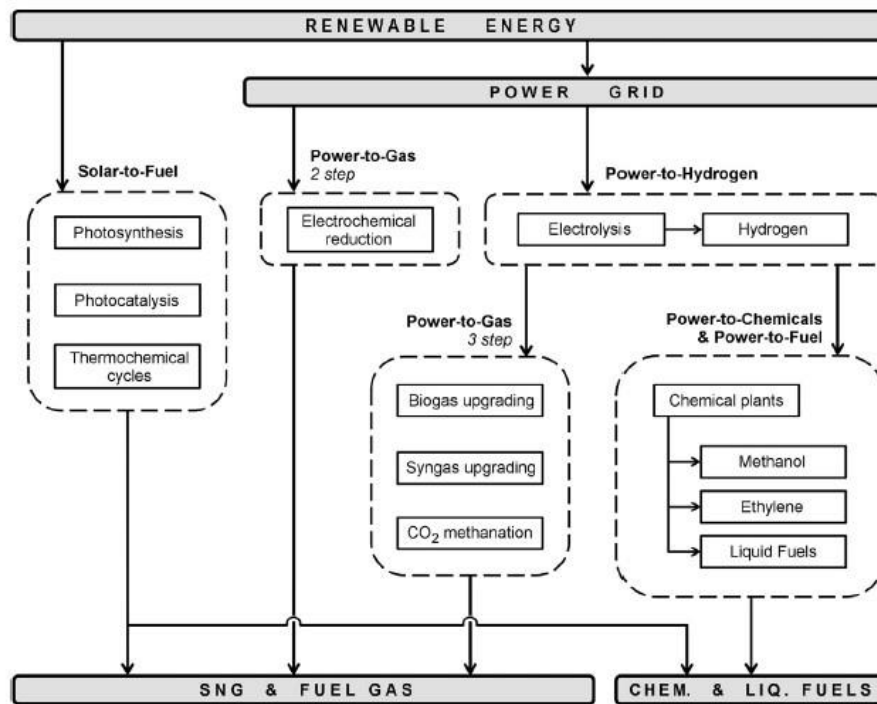 RENEWABLE ENERGY
POWER GRID
Solar-to-Fuel
Photosynthesis
Photocatalysis
Thermochemical
cycles
Power-to-Gas
2 step
Electrochemical
reduction
Power-to-Hydrogen
Electrolysis
Hydrogen
Power-to-Gas
3 step
Biogas upgrading
Syngas upgrading
CO₂ methanation
Power-to-Chemicals
& Power-to-Fuel
Chemical plants
Methanol
Ethylene
Liquid Fuels
SNG & FUEL GAS
CHEM. & LIQ. FUELS